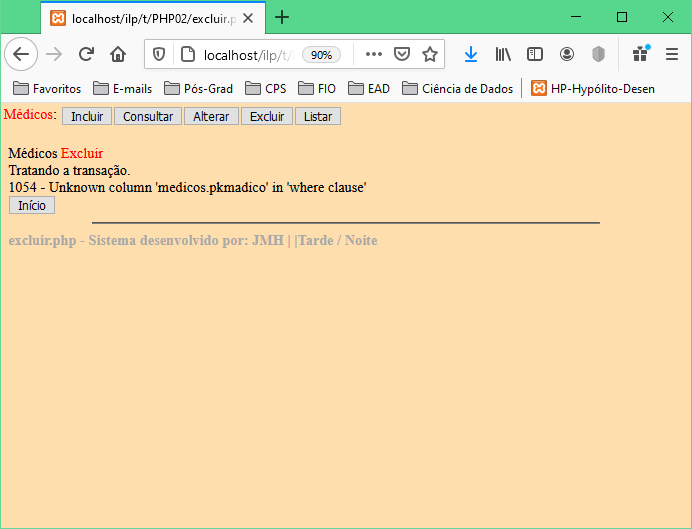 localhost/ilp/t/PHP02/excluir.p
localhost/ilp/t/ 90%
Favoritos E-mails Pós-Grad CPS FIO EAD Ciência de Dados HP-Hypólito-Desen
Médicos: Incluir Consultar Alterar Excluir Listar
Médicos Excluir
Tratando a transação.
1054 - Unknown column 'medicos.pkmadico' in 'where clause'
Início
excluir.php - Sistema desenvolvido por: JMH | |Tarde / Noite